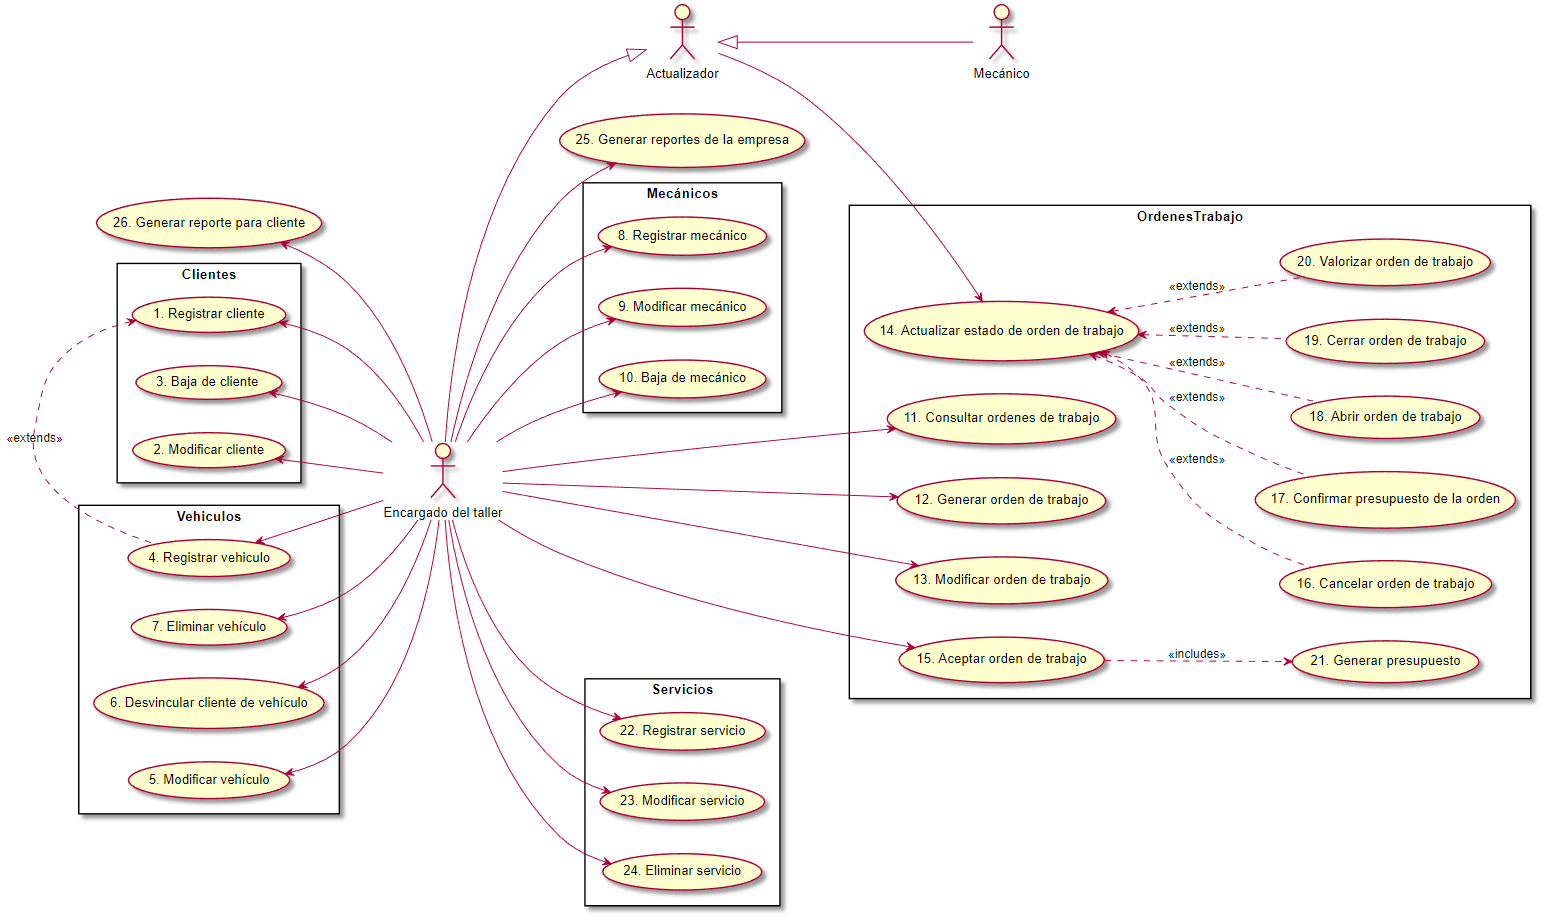 Actualizador
Mecánico
25. Generar reportes de la empresa
Mecánicos
8. Registrar mecánico
9. Modificar mecánico
10. Baja de mecánico
26. Generar reporte para cliente
Clientes
1. Registrar cliente
3. Baja de cliente
2. Modificar cliente
«extends»
Encargado del taller
Vehiculos
4. Registrar vehiculo
7. Eliminar vehículo
6. Desvincular cliente de vehículo
5. Modificar vehículo
Servicios
22. Registrar servicio
23. Modificar servicio
24. Eliminar servicio
OrdenesTrabajo
14. Actualizar estado de orden de trabajo
11. Consultar ordenes de trabajo
12. Generar orden de trabajo
13. Modificar orden de trabajo
15. Aceptar orden de trabajo
«extends»
«extends»
«extends»
«extends»
«extends»
«includes»
20. Valorizar orden de trabajo
19. Cerrar orden de trabajo
18. Abrir orden de trabajo
17. Confirmar presupuesto de la orden
16. Cancelar orden de trabajo
21. Generar presupuesto